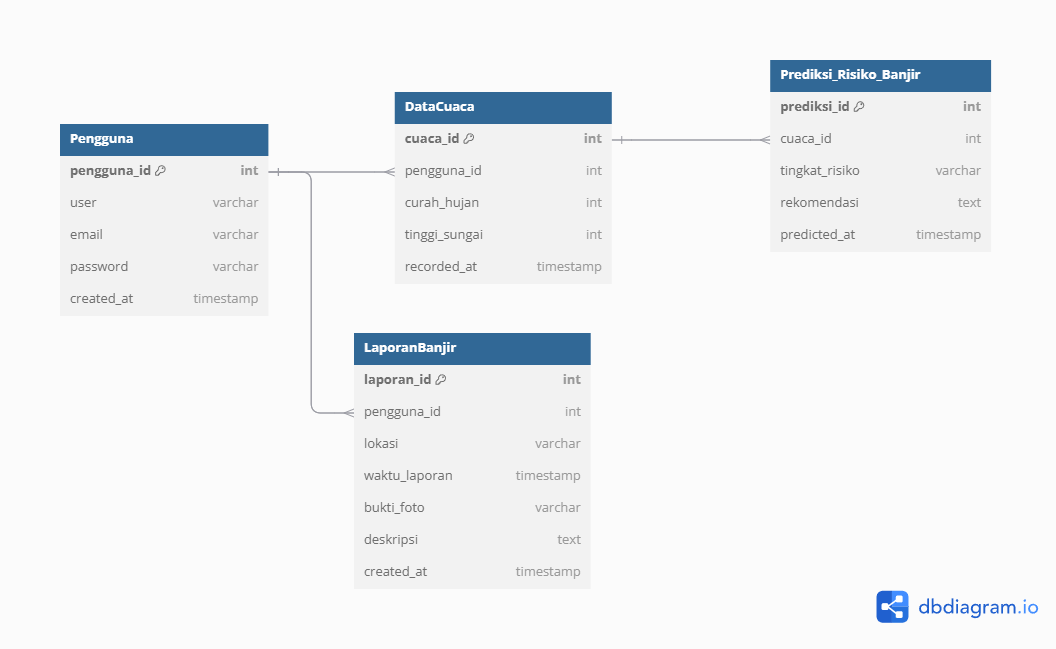 Pengguna
pengguna_id int
user varchar
email varchar
password varchar
created_at timestamp
DataCuaca
cuaca_id int
pengguna_id int
curah_hujan int
tinggi_sungai int
recorded_at timestamp
Prediksi_Risiko_Banjir
prediksi_id int
cuaca_id int
tingkat_risiko varchar
rekomendasi text
predicted_at timestamp
LaporanBanjir
laporan_id int
pengguna_id int
lokasi varchar
waktu_laporan timestamp
bukti_foto varchar
deskripsi text
created_at timestamp
dbdiagram.io